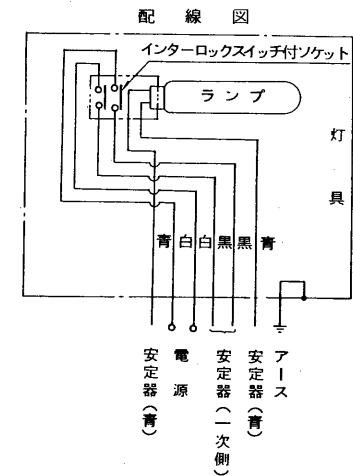 配線図
インターロックスイッチ付ソケット
ランプ
灯具
青
白
白
黒
黒
青
安定器(青)
電源
安定器(一次側)
安定器(青)
アース